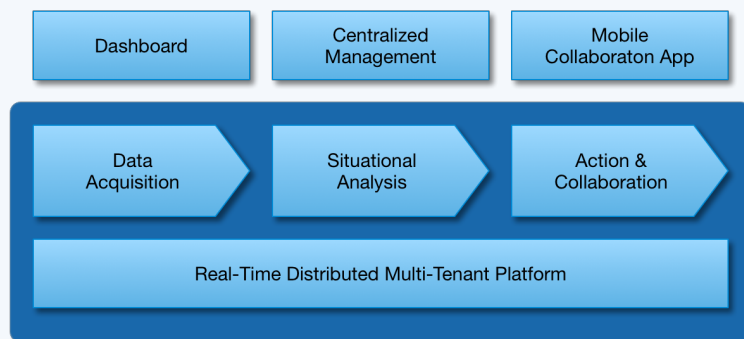 Dashboard
Centralized
Management
Mobile
Collaboraton App
Data
Acquisition
Situational
Analysis
Action &
Collaboration
Real-Time Distributed Multi-Tenant Platform